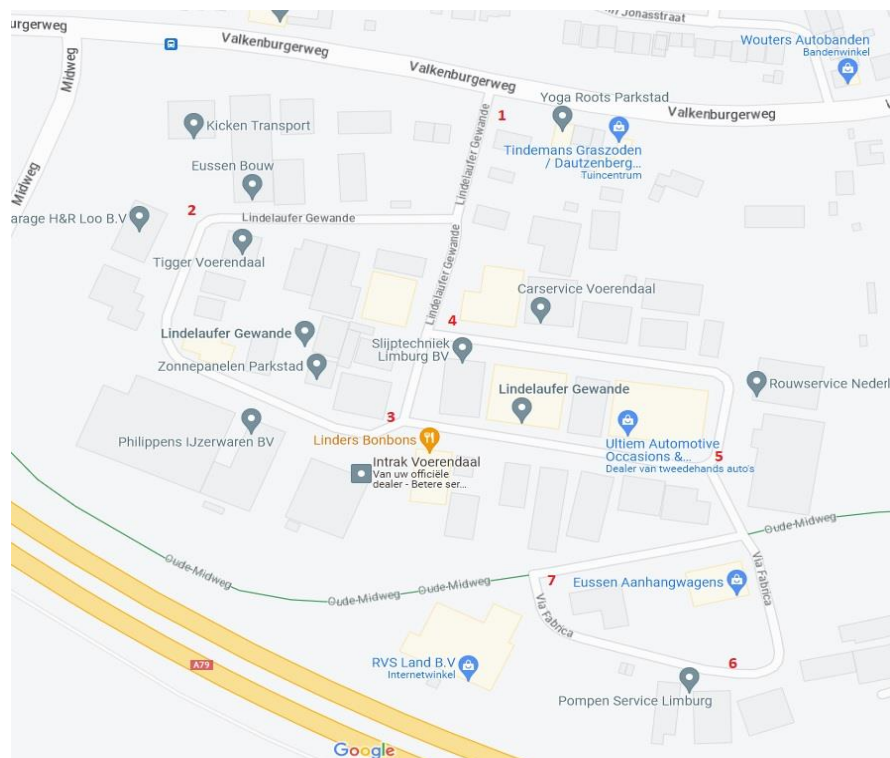 Jonasstraat
urgerweg
Valkenburgerweg
Valkenburgerweg
Valkenburgerweg
Wouters Autobanden
Bandenwinkel
Midweg
Midweg
1
Yoga Roots Parkstad
Kicken Transport
Tindemans Graszoden
/ Dautzenberg...
Tuincentrum
Eussen Bouw
Lindelaufer Gewande
2
Lindelaufer Gewande
arage H&R Loo B.V
Tigger Voerendaal
Lindelaufer Gewande
Carservice Voerendaal
4
Lindelaufer Gewande
Slijptechniek
Limburg BV
Zonnepanelen Parkstad
Lindelaufer Gewande
Rouwservice Nederl
3
Philippens IJzerwaren BV
Linders Bonbons
Ultiem Automotive
Occasions &...
Dealer van tweedehands auto's
5
Intrak Voerendaal
Van uw officiële
dealer - Betere ser...
Oude-Midweg
Oude-Midweg
Oude-Midweg
Oude-Midweg
7
Eussen Aanhangwagens
Via Fabrica
Via Fabrica
A79
RVS Land B.V
Internetwinkel
6
Pompen Service Limburg
Google